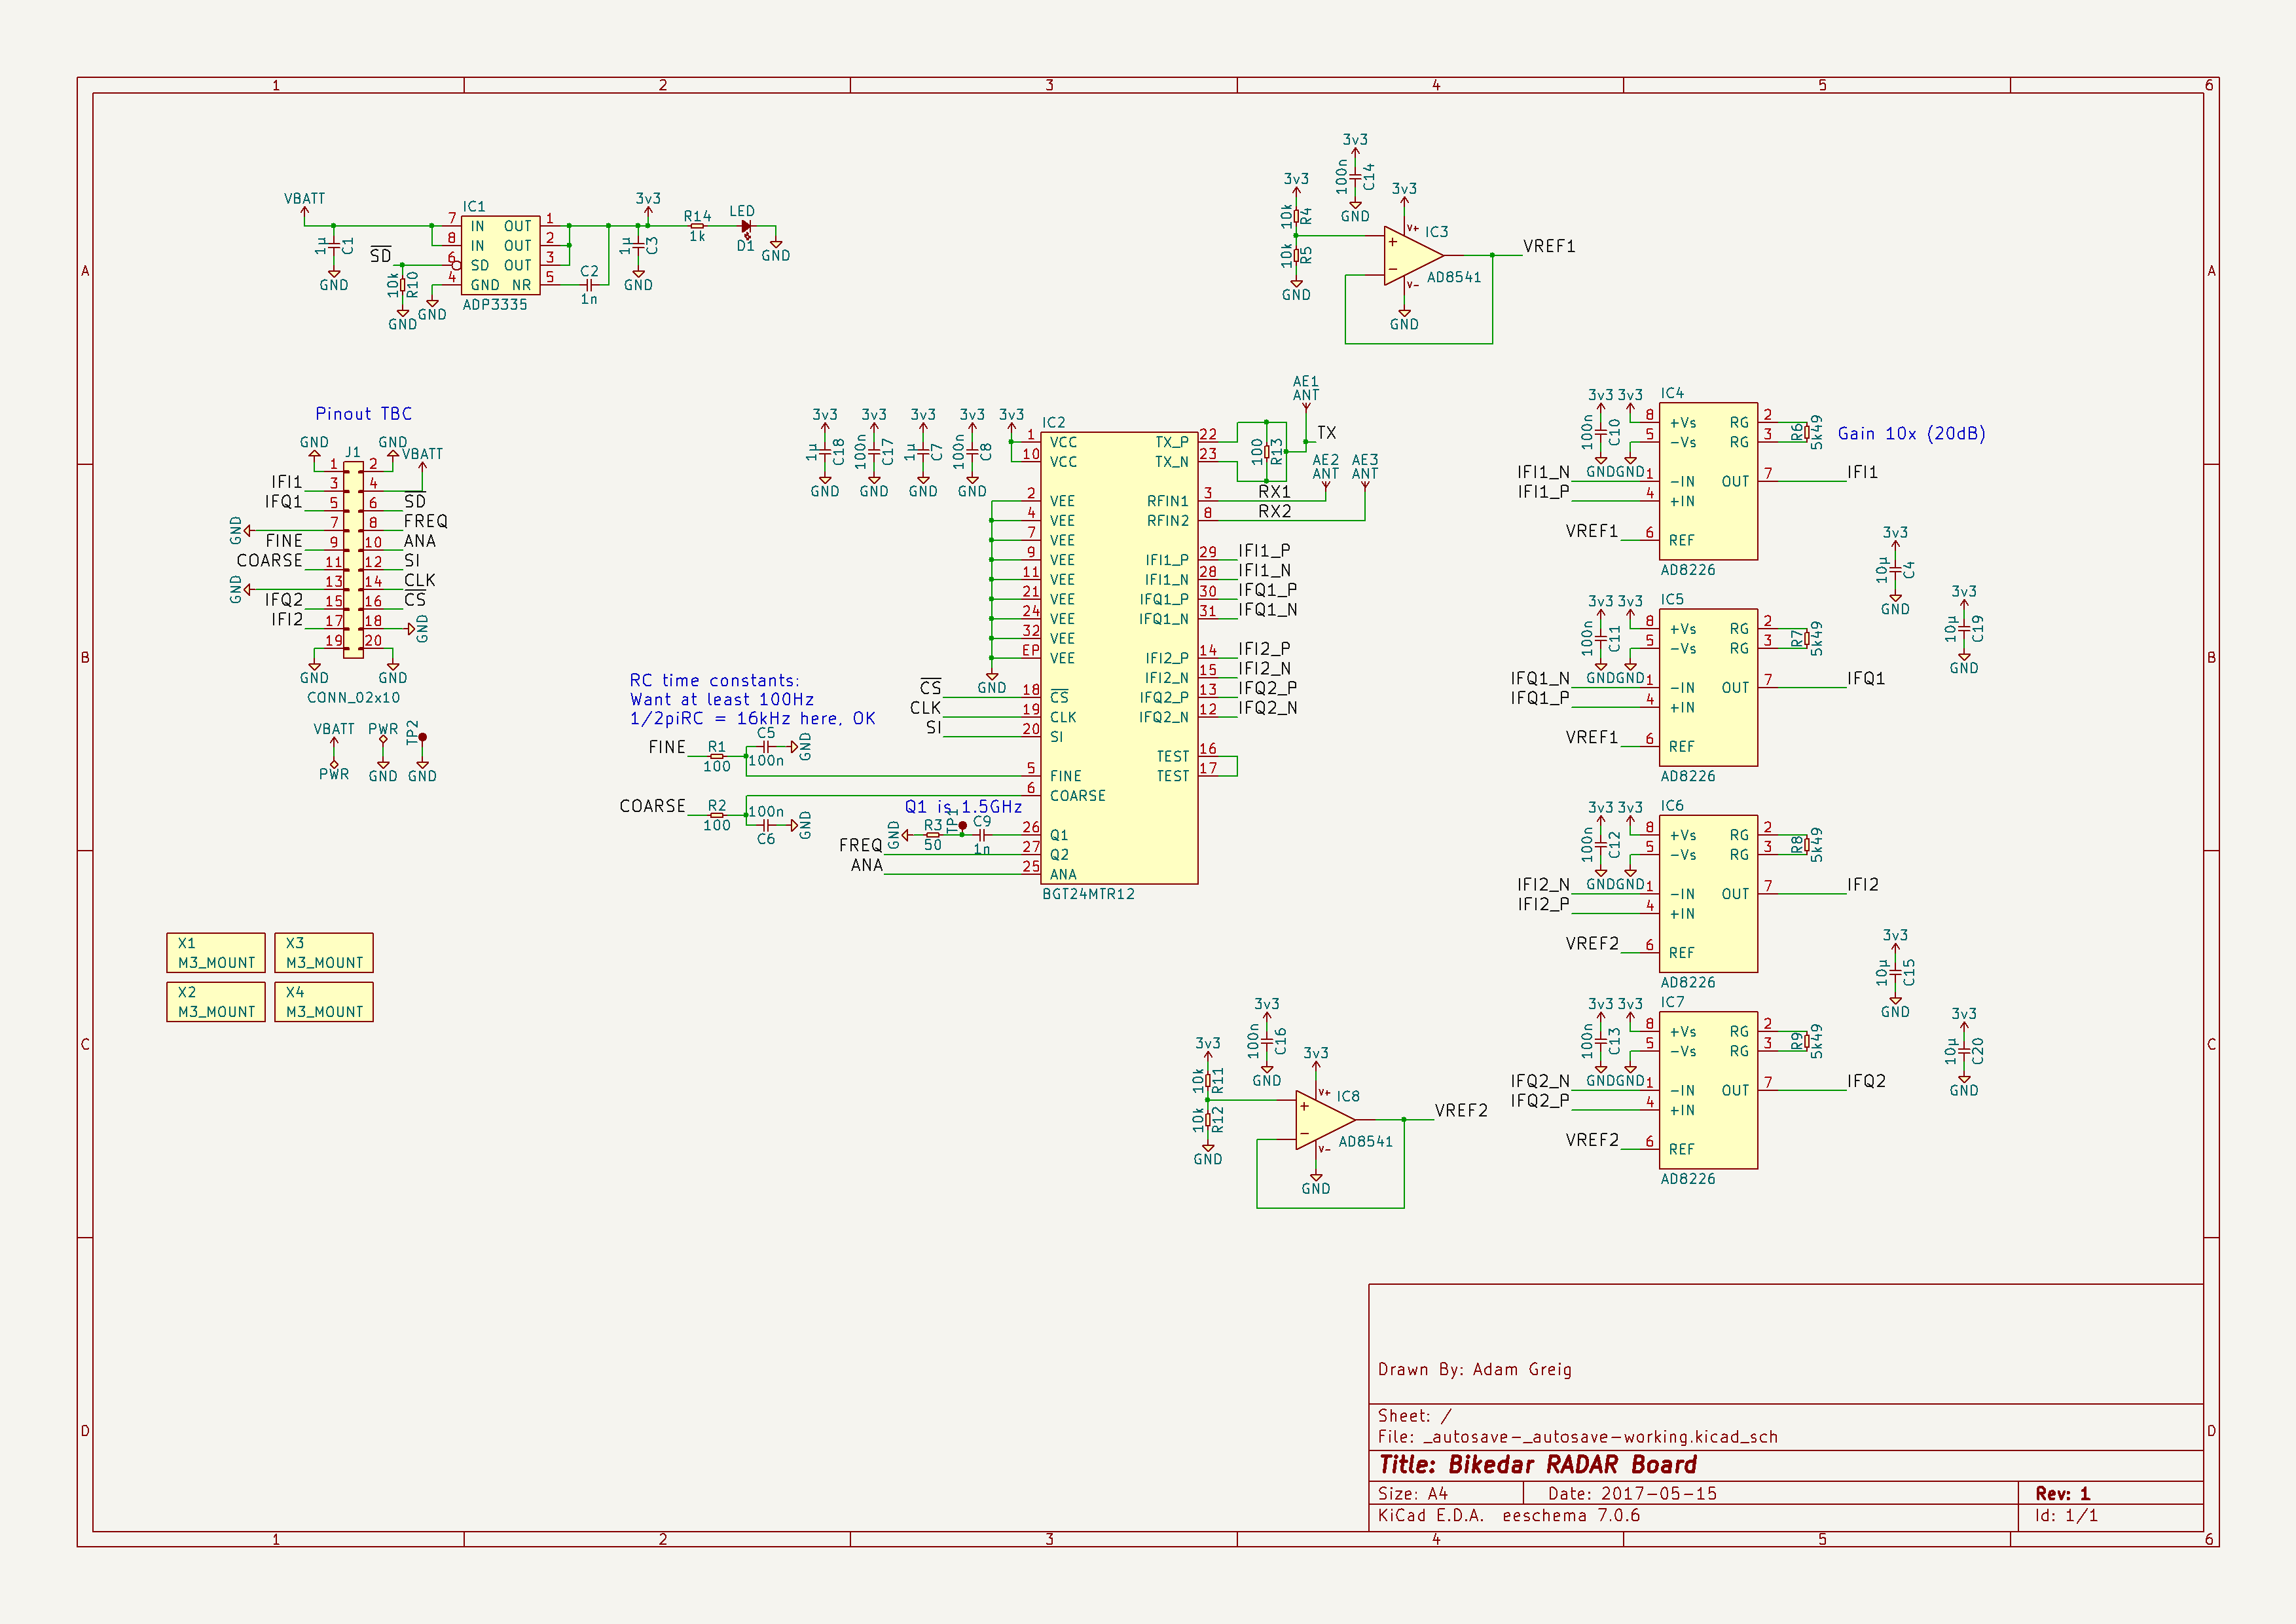 1 2 3 4 5 6
A
B
C
D
A
B
C
D
1 2 3 4 5 6
VBATT
1µ C1
GND
SD
10k R10
GND
GND
IC1
7 IN OUT 1
8 IN OUT 2
6 SD OUT 3
4 GND NR 5
ADP3335
C2
1n
3v3
1µ C3
GND
R14
1k
LED
D1
GND
3v3
100n C14
GND
3v3
10k R4
10k R5
GND
3v3
V+
IC3
+
-
V-
AD8541
GND
VREF1
Pinout TBC
GND J1 GND
VBATT
1 2
IFI1 3 4
IFQ1 5 6 SD
GND 7 8 FREQ
FINE 9 10 ANA
COARSE 11 12 SI
GND 13 14 CLK
IFQ2 15 16 CS
IFI2 17 18 GND
19 20
GND GND
CONN_02x10
VBATT PWR TP2
PWR GND GND
3v3 3v3 3v3 3v3 3v3
1µ C18 100n C17 1µ C7 100n C8
GND GND GND GND
IC2
1 VCC TX_P 22
10 VCC TX_N 23
2 VEE RFIN1 3
4 VEE RFIN2 8
7 VEE
9 VEE IFI1_P 29 IFI1_P
11 VEE IFI1_N 28 IFI1_N
21 VEE IFQ1_P 30 IFQ1_P
24 VEE IFQ1_N 31 IFQ1_N
32 VEE
EP VEE IFI2_P 14 IFI2_P
IFI2_N 15 IFI2_N
GND
CS 18 CS IFQ2_P 13 IFQ2_P
CLK 19 CLK IFQ2_N 12 IFQ2_N
SI 20 SI
TEST 16
5 FINE TEST 17
6 COARSE
26 Q1
FREQ 27 Q2
ANA 25 ANA
BGT24MTR12
100 R13
AE1
ANT
TX
AE2 AE3
ANT ANT
RX1
RX2
RC time constants:
Want at least 100Hz
1/2piRC = 16kHz here, OK
FINE R1 C5 GND
100 100n
COARSE R2 100n GND
100 C6
Q1 is 1.5GHz
GND R3 TP1 C9
50 1n
3v3 3v3 IC4
100n C10
8 +Vs RG 2
5 -Vs RG 3
R6 5k49
Gain 10x (20dB)
GND GND
IFI1_N 1 -IN OUT 7 IFI1
IFI1_P 4 +IN
VREF1 6 REF
AD8226
3v3
10µ C4
GND
3v3 3v3 IC5
100n C11
8 +Vs RG 2
5 -Vs RG 3
R7 5k49
GND GND
IFQ1_N 1 -IN OUT 7 IFQ1
IFQ1_P 4 +IN
VREF1 6 REF
AD8226
3v3
10µ C19
GND
3v3 3v3 IC6
100n C12
8 +Vs RG 2
5 -Vs RG 3
R8 5k49
GND GND
IFI2_N 1 -IN OUT 7 IFI2
IFI2_P 4 +IN
VREF2 6 REF
AD8226
3v3
10µ C15
GND
3v3 3v3 IC7
100n C13
8 +Vs RG 2
5 -Vs RG 3
R9 5k49
GND GND
IFQ2_N 1 -IN OUT 7 IFQ2
IFQ2_P 4 +IN
VREF2 6 REF
AD8226
3v3
10µ C20
GND
X1 X3
M3_MOUNT M3_MOUNT
X2 X4
M3_MOUNT M3_MOUNT
3v3
100n C16
GND
3v3
10k R11
10k R12
GND
3v3
V+
IC8
+
-
V-
AD8541
GND
VREF2
Drawn By: Adam Greig
Sheet: /
File: _autosave-_autosave-working.kicad_sch
Title: Bikedar RADAR Board
Size: A4 Date: 2017-05-15 Rev: 1
KiCad E.D.A. eeschema 7.0.6 Id: 1/1